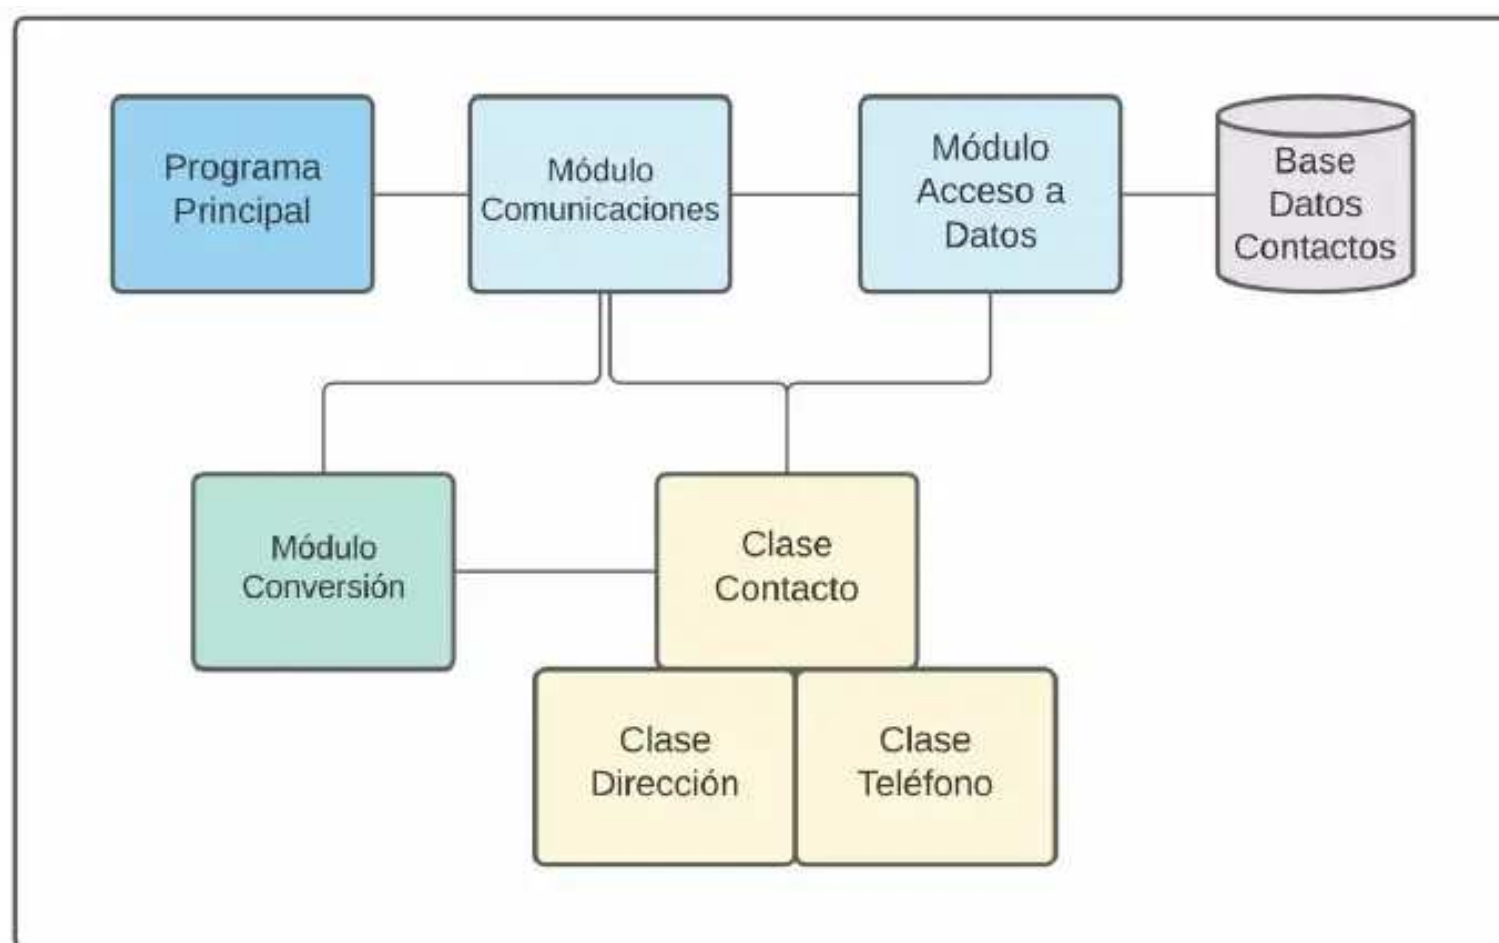 Programa
Principal
Módulo
Comunicaciones
Módulo
Acceso a
Datos
Base
Datos
Contactos
Módulo
Conversión
Clase
Contacto
Clase
Dirección
Clase
Teléfono